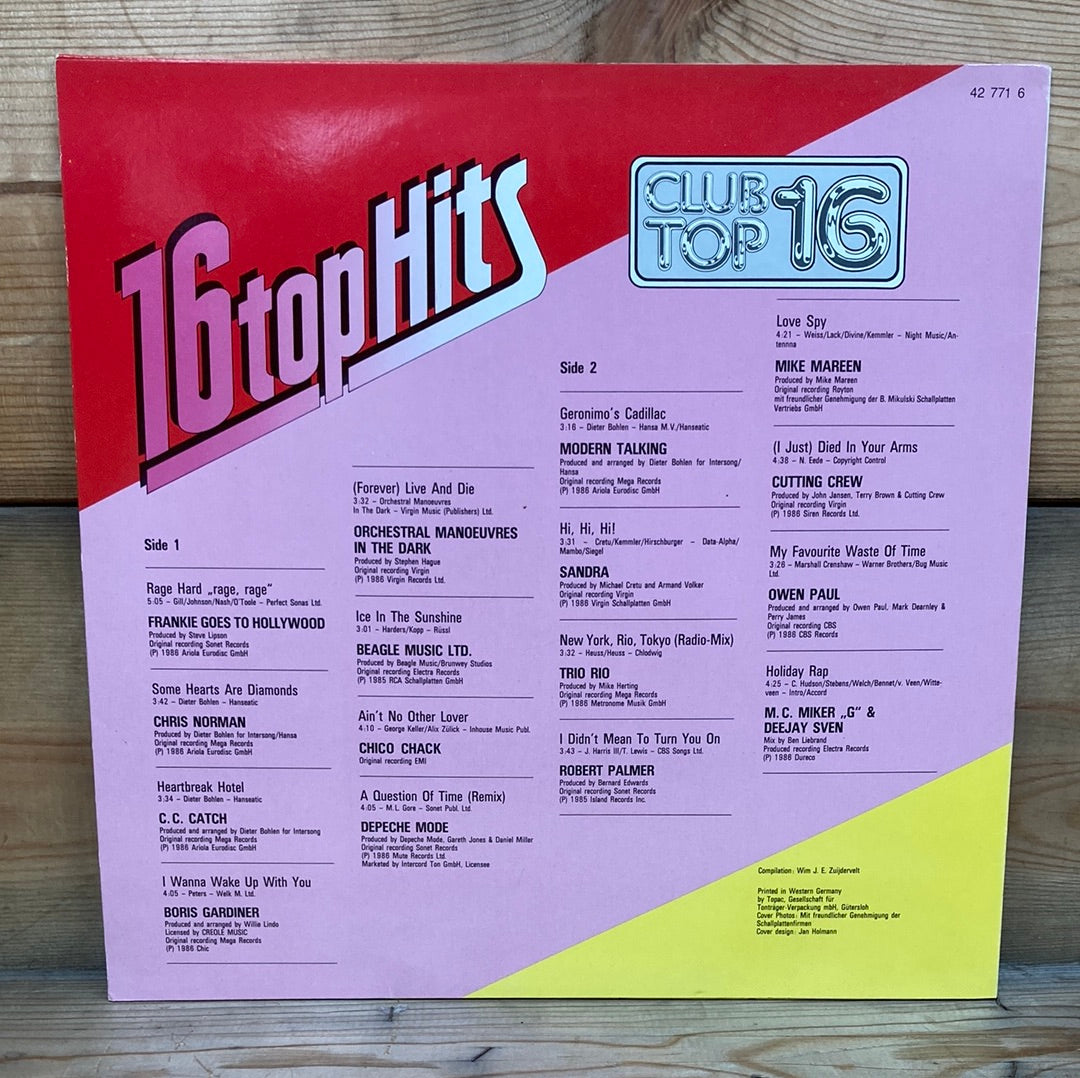 42 771 6
16 top Hits
CLUB
TOP 16
Side 1
Rage Hard „rage, rage"
5:05 – Gill/Johnson/Nash/O'Toole – Perfect Sonas Ltd.
FRANKIE GOES TO HOLLYWOOD
Produced by Steve Lipson
Original recording Sonet Records
(P) 1986 Ariola Eurodisc GmbH
Some Hearts Are Diamonds
3:42 – Dieter Bohlen – Hanseatic
CHRIS NORMAN
Produced by Dieter Bohlen for Intersong/Hansa
Original recording Mega Records
(P) 1986 Ariola Eurodisc GmbH
Heartbreak Hotel
3:34 – Dieter Bohlen – Hanseatic
C.C. CATCH
Produced and arranged by Dieter Bohlen for Intersong
Original recording Mega Records
(P) 1986 Ariola Eurodisc GmbH
I Wanna Wake Up With You
4:05 – Peters – Welk M. Ltd.
BORIS GARDINER
Produced and arranged by Willie Lindo
Licensed by CREOLE MUSIC
Original recording Maga Records
(P) 1986 Chic
(Forever) Live And Die
3:32 – Orchestral Manoeuvres
In The Dark – Virgin Music (Publishers) Ltd.
ORCHESTRAL MANOEUVRES
IN THE DARK
Produced by Stephen Hague
Original recording Virgin
(P) 1986 Virgin Records Ltd.
Ice In The Sunshine
3:01 – Harders/Kopp – Rüssl
BEAGLE MUSIC LTD.
Produced by Beagle Music/Brunwey Studios
Original recording Electra Records
(P) 1985 RCA Schallplatten GmbH
Ain't No Other Lover
4:10 – George Keller/Alix Zülick – Inhouse Music Publ.
CHICO CHACK
Original recording EMI
A Question Of Time (Remix)
4:05 – M.L. Gore – Sonet Publ. Ltd.
DEPECHE MODE
Produced by Depeche Mode, Gareth Jones & Daniel Miller
Original recording Sonet Records
(P) 1986 Mute Records Ltd.
Marketed by Intercord Ton GmbH, Licensee
Side 2
Geronimo's Cadillac
3:16 – Dieter Bohlen – Hansa M.V./Hanseatic
MODERN TALKING
Produced and arranged by Dieter Bohlen for Intersong/
Hansa
Original recording Mega Records
(P) 1986 Ariola Eurodisc GmbH
Hi, Hi, Hi!
3:31 – Cretu/Kemmler/Hirschburger – Data-Alpha/
Mambo/Siegel
SANDRA
Produced by Michael Cretu and Armand Volker
Original recording Virgin
(P) 1986 Virgin Schallplatten GmbH
New York, Rio, Tokyo (Radio-Mix)
3:32 – Heuss/Heuss – Chlodwig
TRIO RIO
Produced by Mike Herting
Original recording Mega Records
(P) 1986 Metronome Musik GmbH
I Didn't Mean To Turn You On
3:43 – J. Harris III/T. Lewis – CBS Songs Ltd.
ROBERT PALMER
Produced by Bernard Edwards
Original recording Sonet Records
(P) 1985 Island Records Inc.
Love Spy
4:21 – Weiss/Lack/Divine/Kemmler – Night Music/An-
tennna
MIKE MAREEN
Produced by Mike Mareen
Original recording Royton
mit freundlicher Genehmigung der B. Mikulski Schallplatten
Vertriebs GmbH
(I Just) Died In Your Arms
4:38 – N. Eede – Copyright Control
CUTTING CREW
Produced by John Jansen, Terry Brown & Cutting Crew
Original recording Virgin
(P) 1986 Siren Records Ltd.
My Favourite Waste Of Time
3:26 – Marshall Crenshaw – Warner Brothers/Bug Music
Ltd.
OWEN PAUL
Produced and arranged by Owen Paul, Mark Dearnley &
Perry James
Original recording CBS
(P) 1986 CBS Records
Holiday Rap
4:25 – C. Hudson/Stebens/Welch/Bennet/v. Veen/Witte-
veen – Intro/Accord
M.C. MIKER „G" &
DEEJAY SVEN
Mix by Ben Liebrand
Produced recording Electra Records
(P) 1986 Dureco
Compilation: Wim J. E. Zuijdervelt
Printed in Western Germany
by Topac, Gesellschaft für
Tonträger-Verpackung mbH, Gütersloh
Cover Photos: Mit freundlicher Genehmigung der
Schallplattenfirmen
Cover design: Jan Holmann